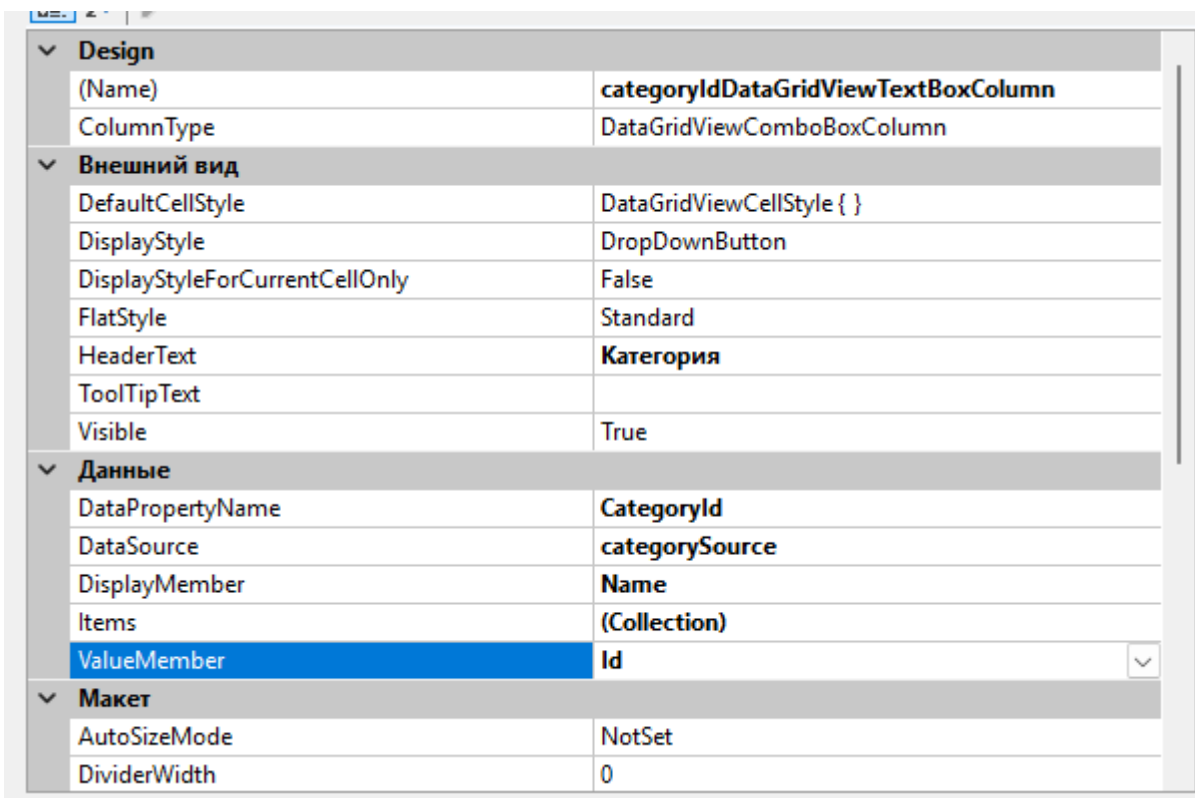 Design
(Name) categoryIdDataGridViewTextBoxColumn
ColumnType DataGridViewComboBoxColumn
Внешний вид
DefaultCellStyle DataGridViewCellStyle { }
DisplayStyle DropDownButton
DisplayStyleForCurrentCellOnly False
FlatStyle Standard
HeaderText Категория
ToolTipText
Visible True
Данные
DataPropertyName CategoryId
DataSource categorySource
DisplayMember Name
Items (Collection)
ValueMember Id
Макет
AutoSizeMode NotSet
DividerWidth 0